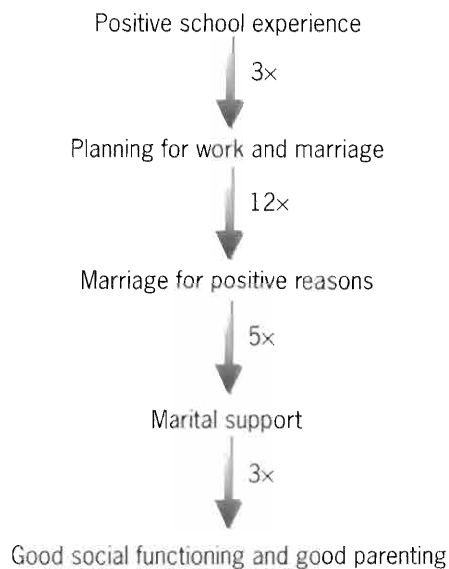 Positive school experience
3×
Planning for work and marriage
12×
Marriage for positive reasons
5×
Marital support
3×
Good social functioning and good parenting